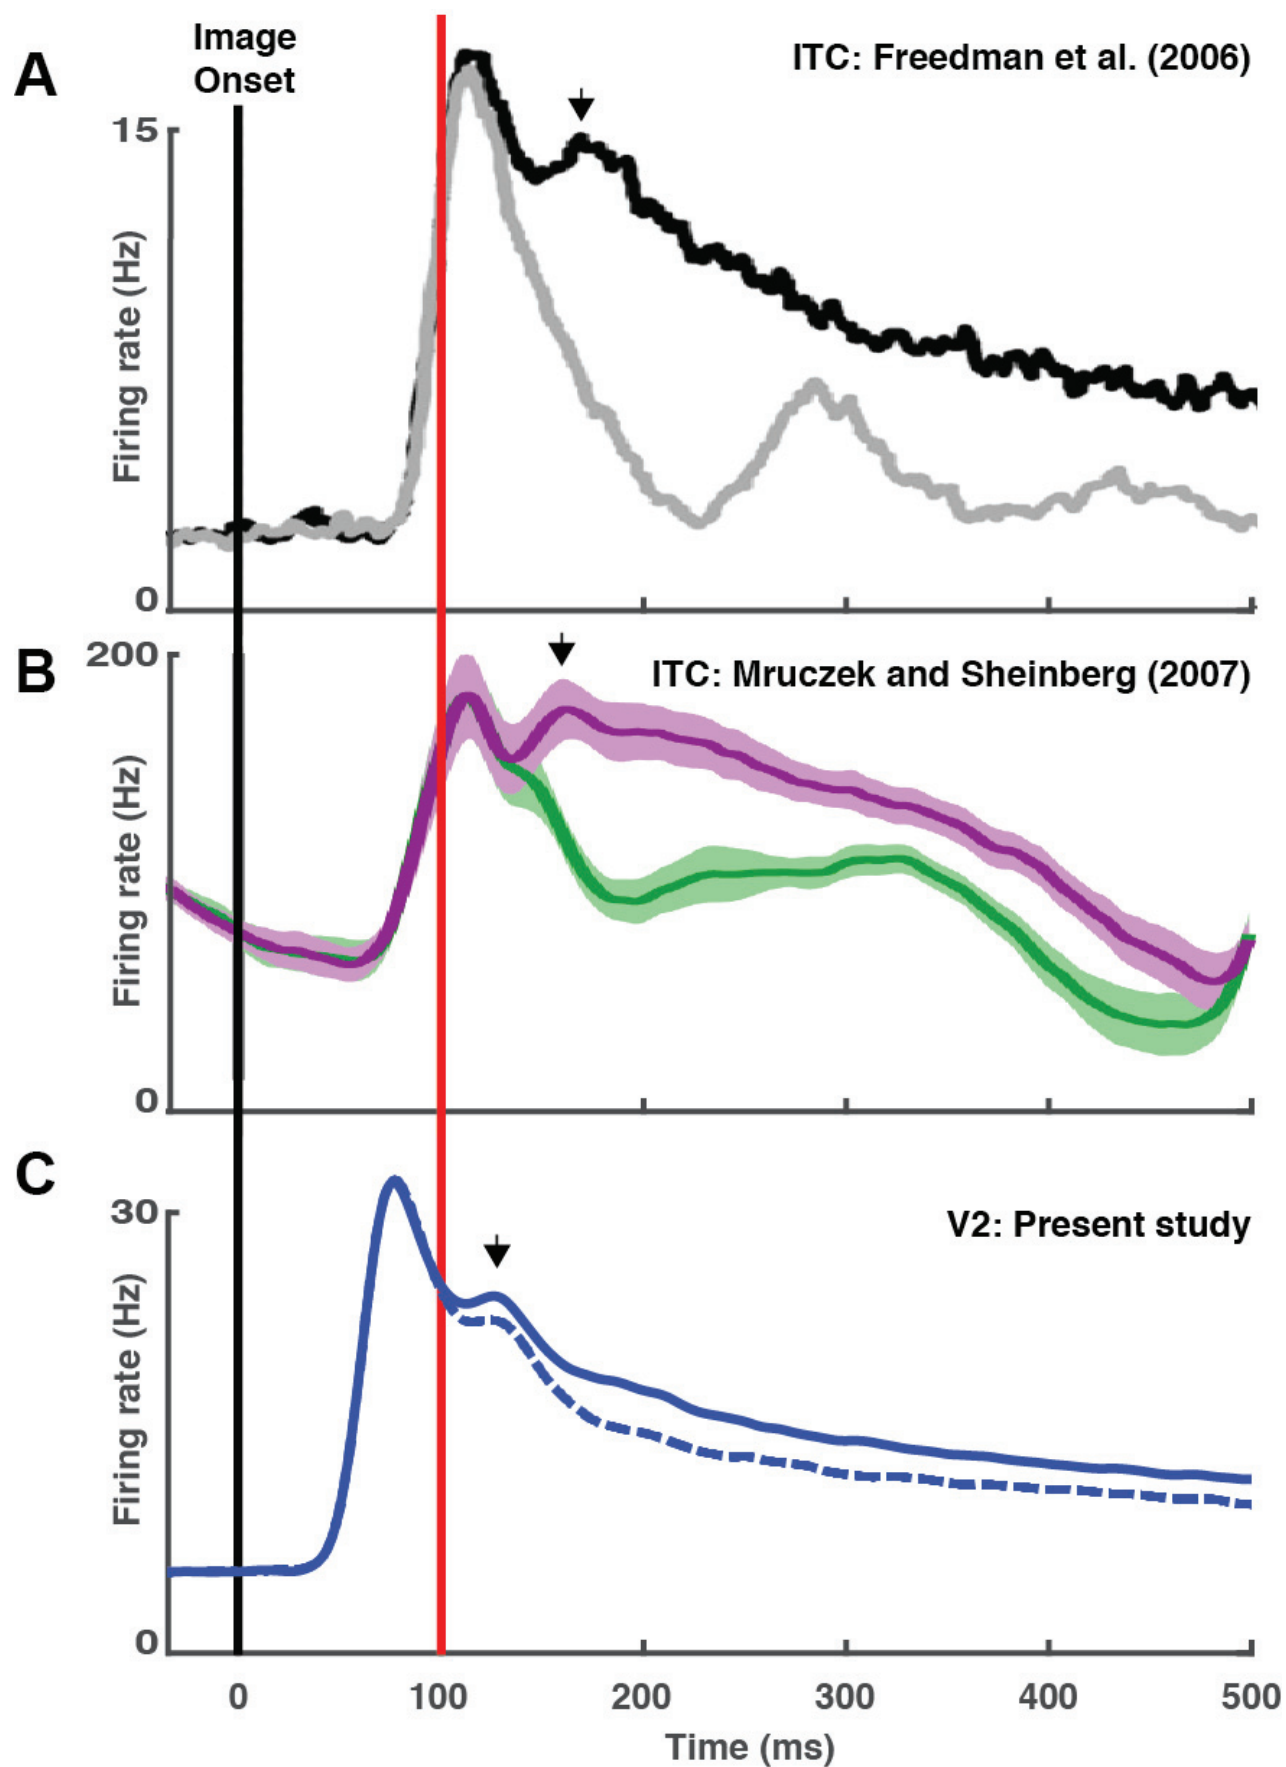 A
Image
Onset
ITC: Freedman et al. (2006)
15
Firing rate (Hz)
0
B
200
ITC: Mruczek and Sheinberg (2007)
Firing rate (Hz)
0
C
30
V2: Present study
Firing rate (Hz)
0
0 100 200 300 400 500
Time (ms)